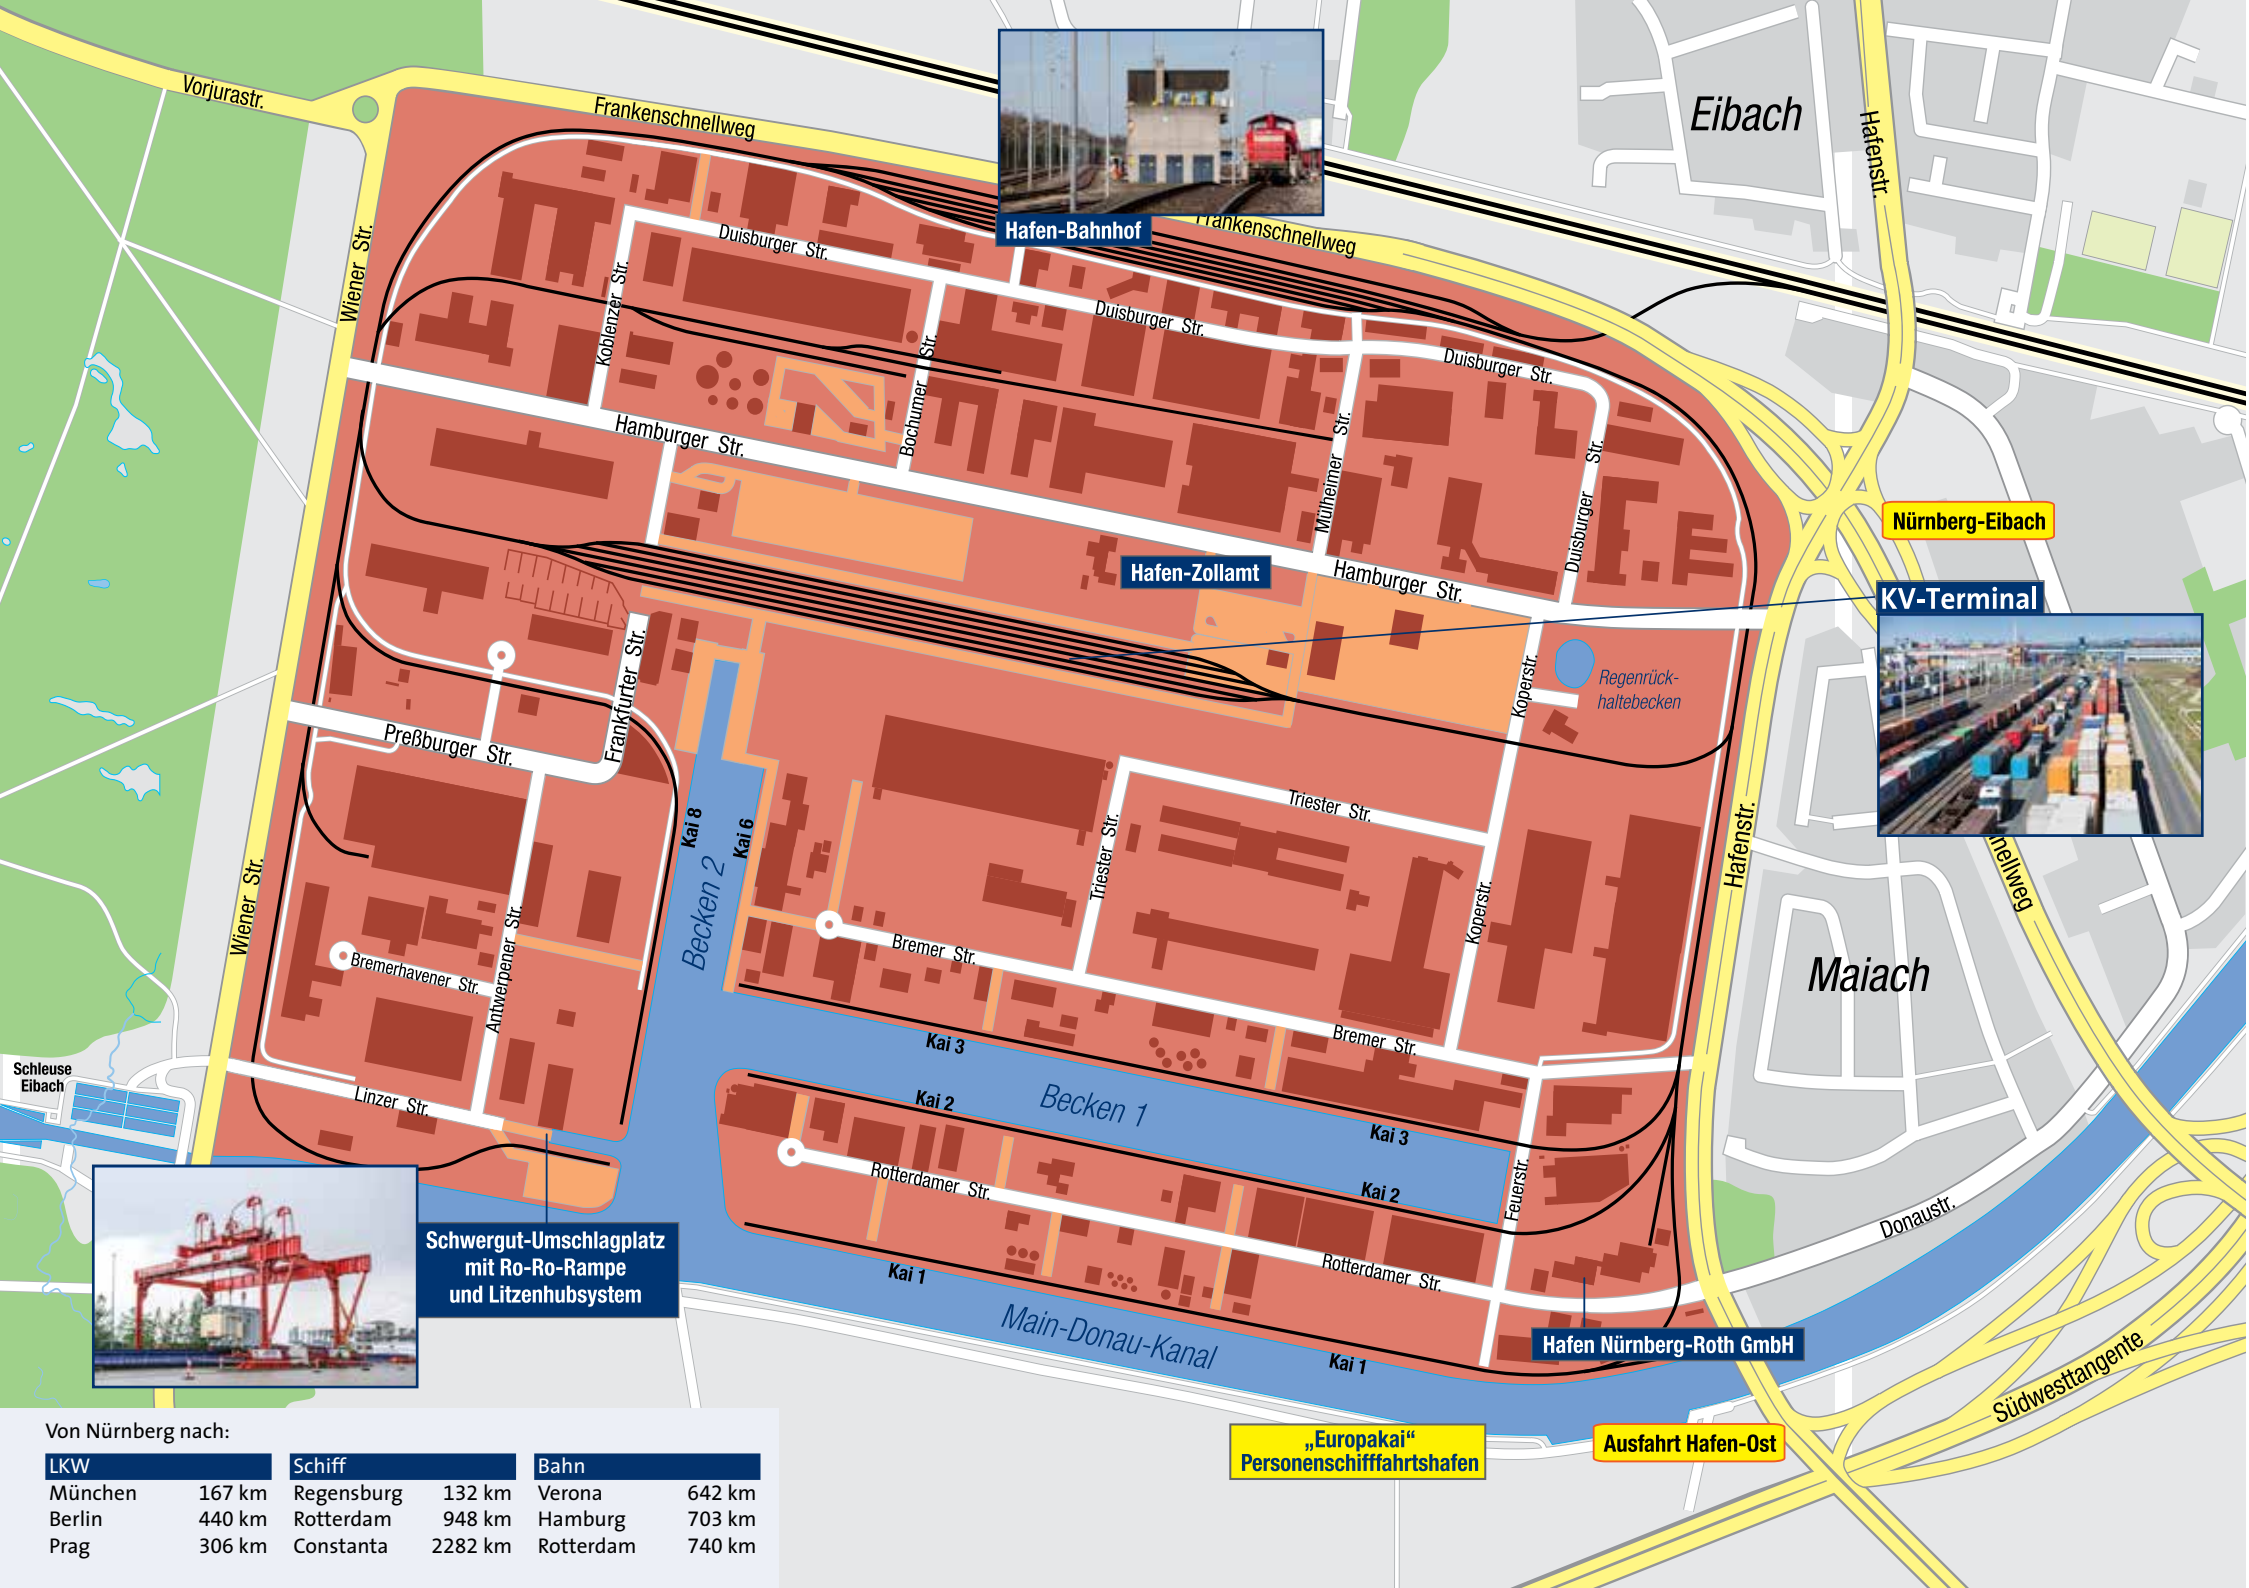 Vorjurastr.
Frankenschnellweg
Eibach
Hafenstr.
Hafen-Bahnhof
Frankenschnellweg
Wiener Str.
Duisburger Str.
Koblenzer Str.
Duisburger Str.
Bochumer Str.
Duisburger Str.
Hamburger Str.
Mülheimer Str.
Duisburger Str.
Nürnberg-Eibach
Hafen-Zollamt
Hamburger Str.
KV-Terminal
Frankfurter Str.
Koperstr.
Regenrück-
haltebecken
Preßburger Str.
Kai 8
Kai 6
Becken 2
Triester Str.
Triester Str.
Hafenstr.
nellweg
Wiener Str.
Koperstr.
Bremer Str.
Maiach
Bremerhavener Str.
Antwerpener Str.
Bremer Str.
Kai 3
Schleuse
Eibach
Linzer Str.
Kai 2
Becken 1
Kai 3
Rotterdamer Str.
Kai 2
Feuerstr.
Donaustr.
Schwergut-Umschlagplatz
mit Ro-Ro-Rampe
und Litzenhubsystem
Kai 1
Rotterdamer Str.
Main-Donau-Kanal
Kai 1
Hafen Nürnberg-Roth GmbH
Südwesttangente
„Europakai“
Personenschifffahrtshafen
Ausfahrt Hafen-Ost
Von Nürnberg nach:
LKW Schiff Bahn
München 167 km Regensburg 132 km Verona 642 km
Berlin 440 km Rotterdam 948 km Hamburg 703 km
Prag 306 km Constanta 2282 km Rotterdam 740 km